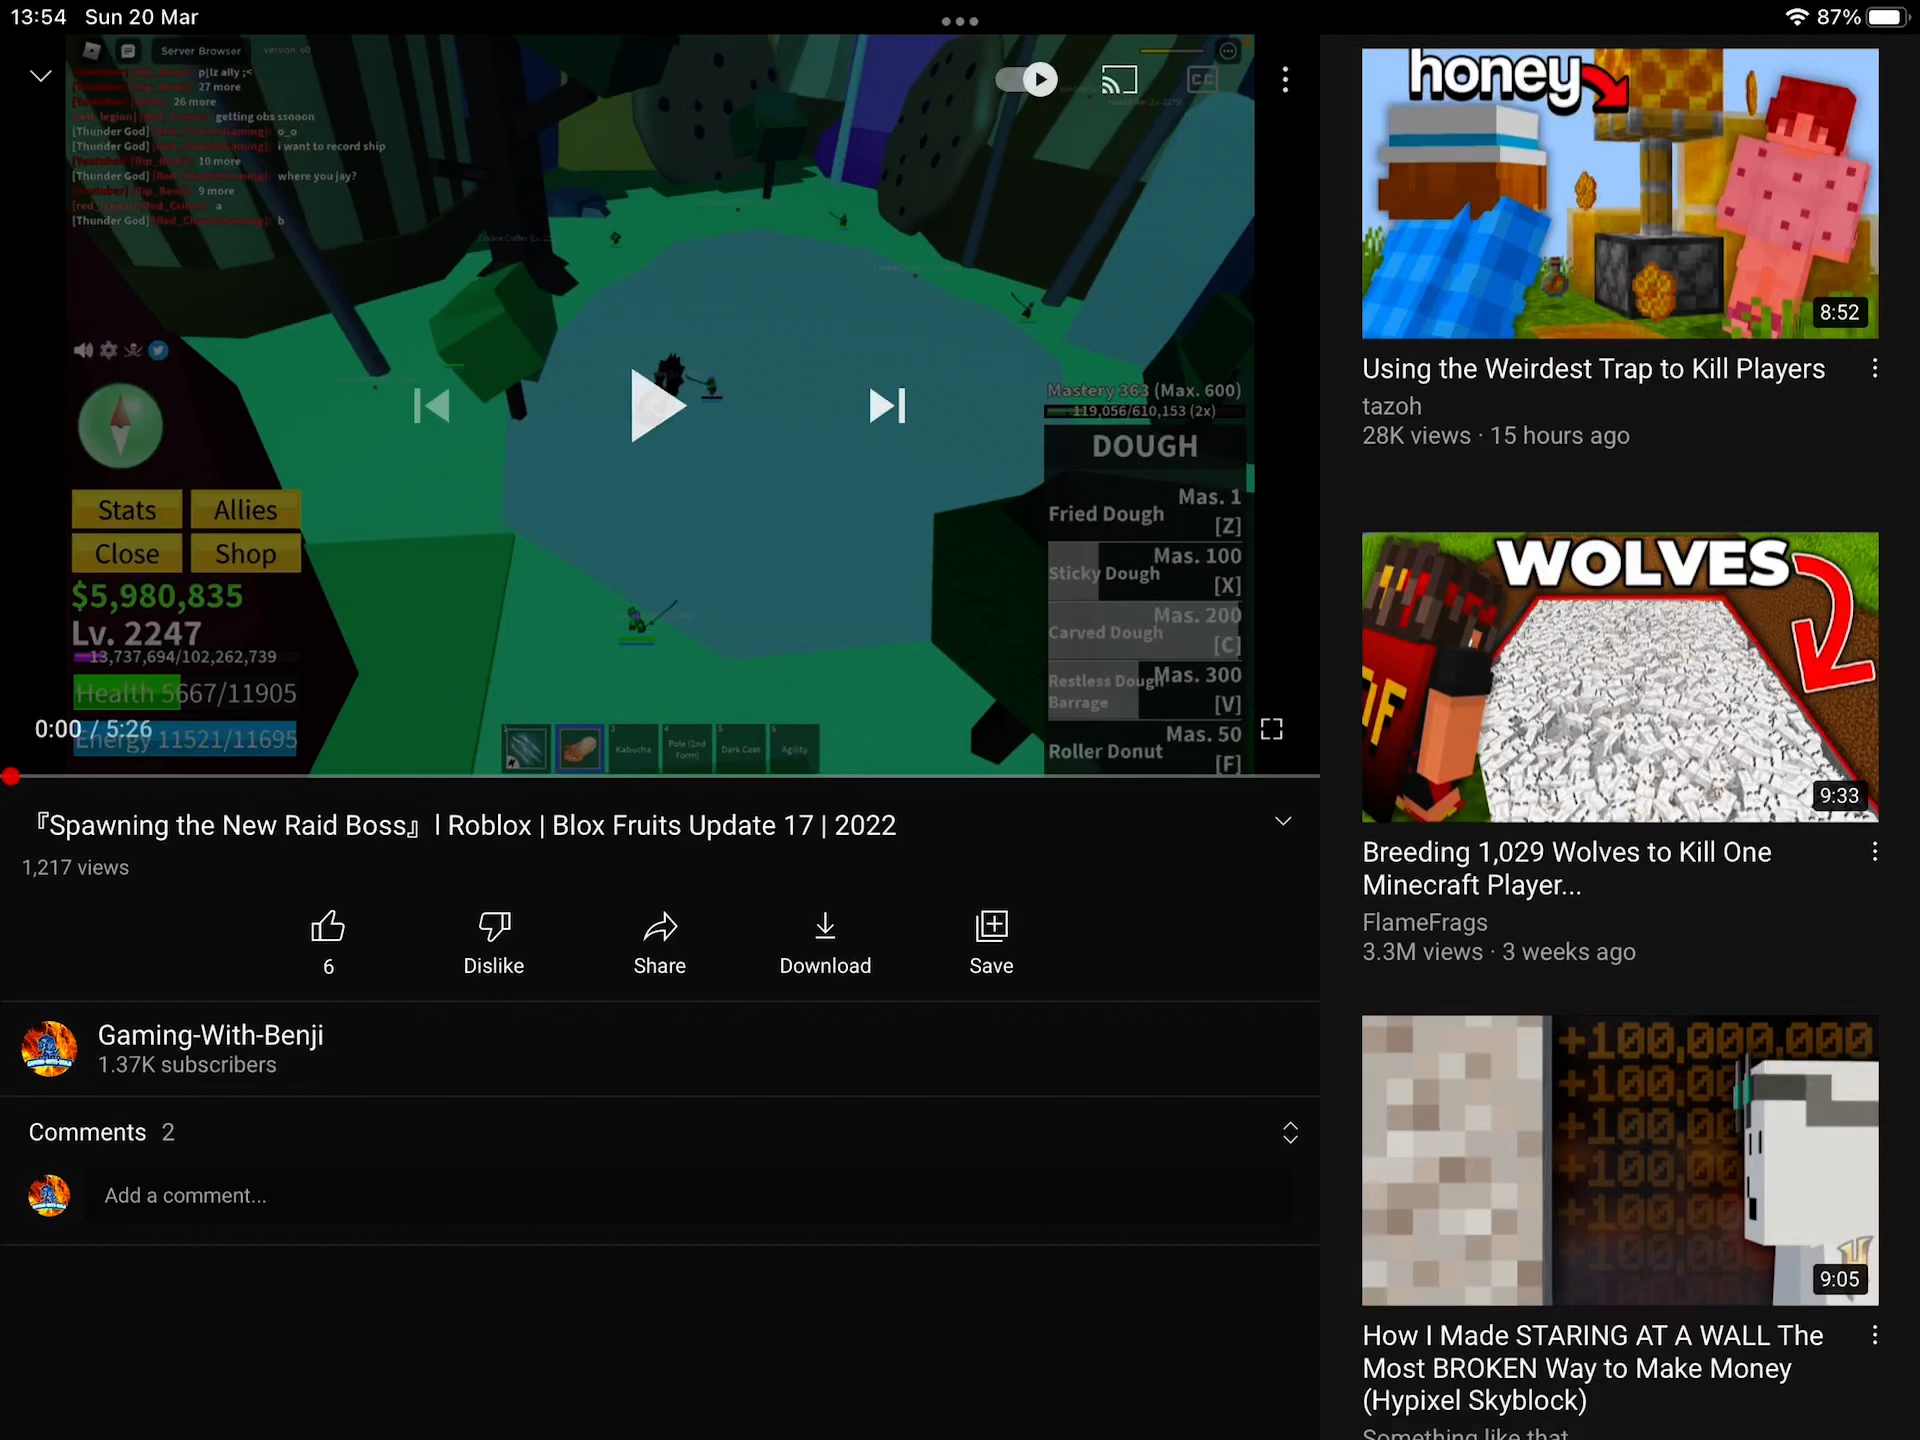 13:54 Sun 20 Mar
87%
Server Browser
version: 60
p|lz ally ;<
27 more
26 more
getting obs ssooon
[Thunder God] o_o
[Thunder God] i want to record ship
10 more
[Thunder God] where you jay?
9 more
a
[Thunder God] b
CC
Stats Allies
Close Shop
$5,980,835
Lv. 2247
13,737,694/102,262,739
Health 5667/11905
0:00 / 5:26
Energy 11521/11695
Kabucha
Pole (2nd Form)
Dark Coat
Agility
Mastery 363 (Max. 600)
119,056/610,153 (2x)
DOUGH
Mas. 1
Fried Dough
[Z]
Mas. 100
Sticky Dough
[X]
Mas. 200
Carved Dough
[C]
Mas. 300
Restless Dough
Barrage
[V]
Mas. 50
Roller Donut
[F]
『Spawning the New Raid Boss』 l Roblox | Blox Fruits Update 17 | 2022
1,217 views
6
Dislike
Share
Download
Save
Gaming-With-Benji
1.37K subscribers
Comments 2
Add a comment...
honey
8:52
Using the Weirdest Trap to Kill Players
tazoh
28K views · 15 hours ago
WOLVES
9:33
Breeding 1,029 Wolves to Kill One
Minecraft Player...
FlameFrags
3.3M views · 3 weeks ago
+100,000,000
9:05
How I Made STARING AT A WALL The
Most BROKEN Way to Make Money
(Hypixel Skyblock)
Something like that